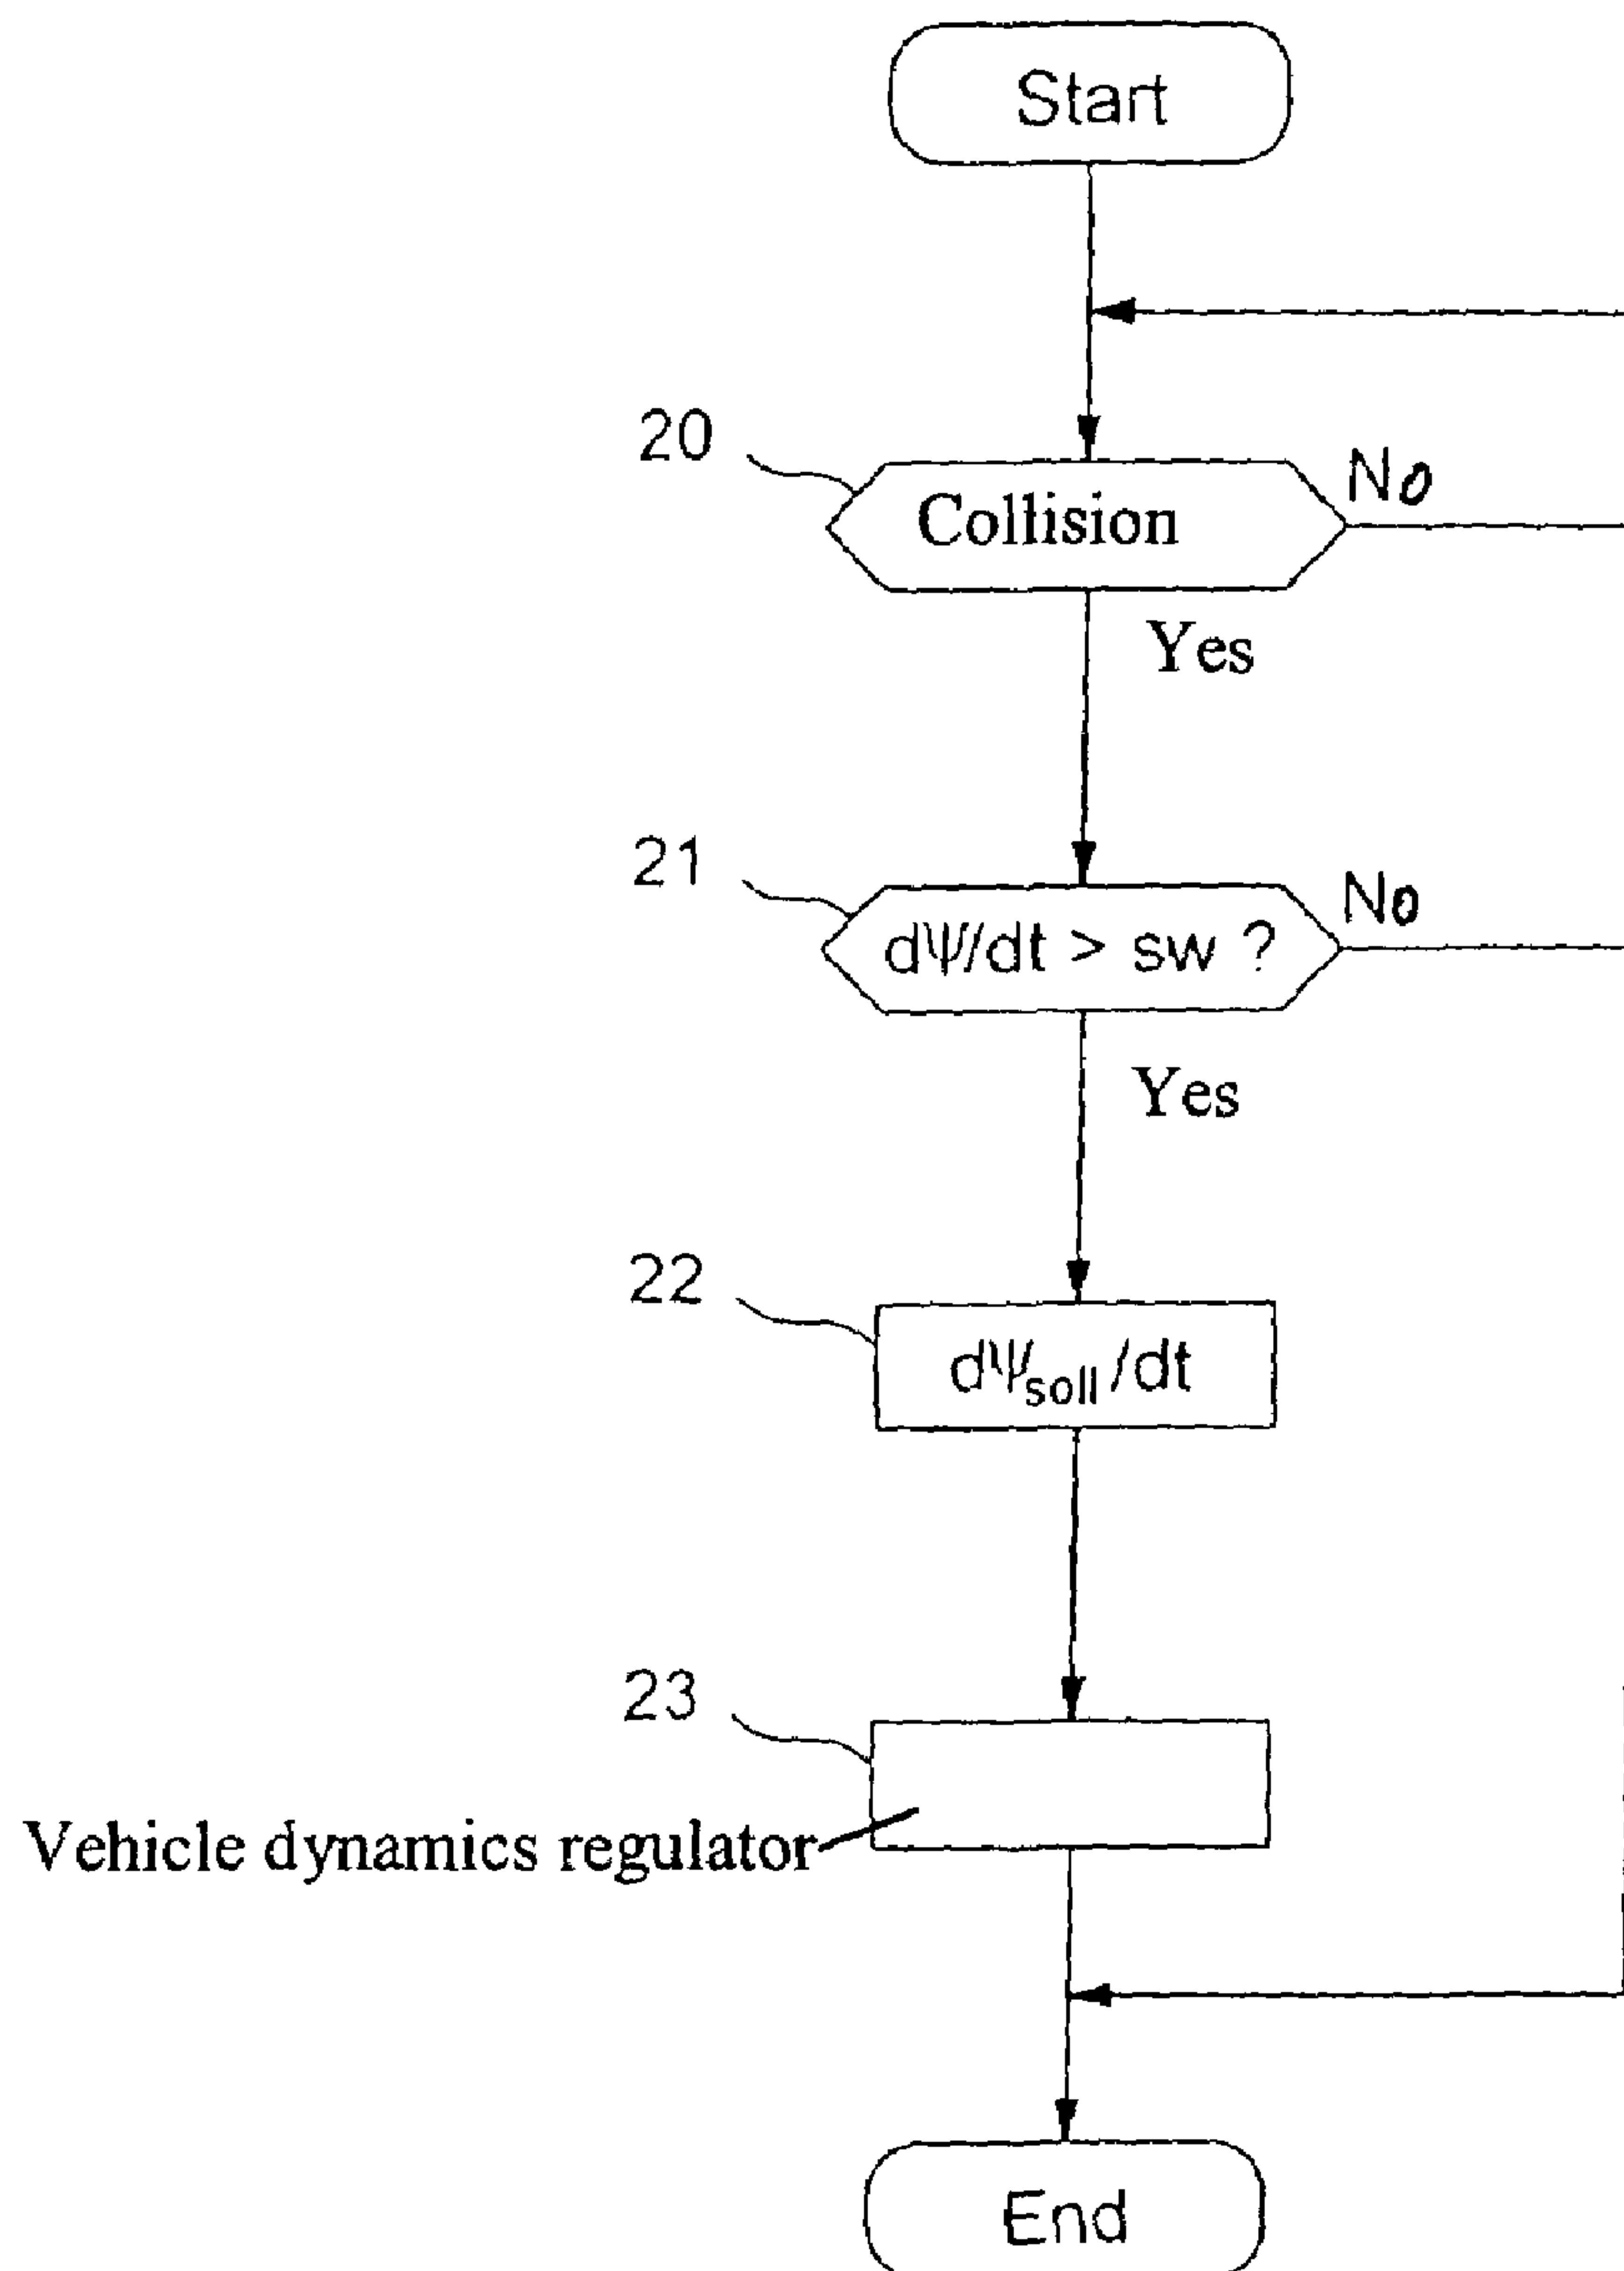 Start
20
Collision
No
Yes
21
dΨ/dt > sw ?
No
Yes
22
dΨsoll/dt
23
Vehicle dynamics regulator
End